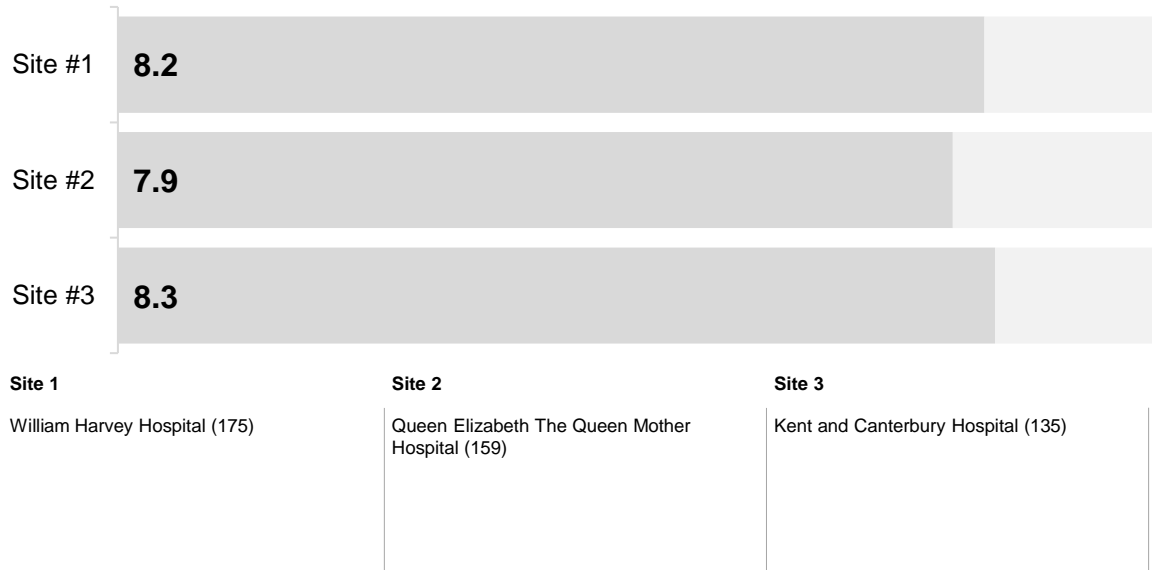 Site #1 8.2
Site #2 7.9
Site #3 8.3
Site 1
William Harvey Hospital (175)
Site 2
Queen Elizabeth The Queen Mother
Hospital (159)
Site 3
Kent and Canterbury Hospital (135)